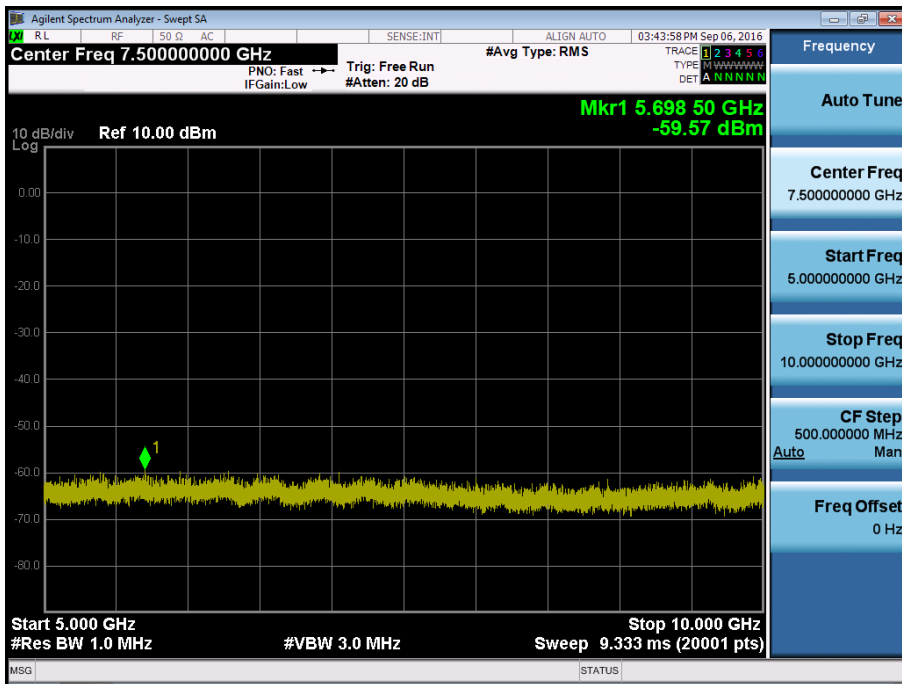 Agilent Spectrum Analyzer - Swept SA
LXI RL RF 50 Ω AC SENSE:INT ALIGN AUTO 03:43:58 PM Sep 06, 2016
Center Freq 7.500000000 GHz
PNO: Fast
IFGain:Low
Trig: Free Run
#Atten: 20 dB
#Avg Type: RMS
TRACE 1 2 3 4 5 6
TYPE M WWWWW
DET A N N N N N
Mkr1 5.698 50 GHz
-59.57 dBm
10 dB/div
Log
Ref 10.00 dBm
0.00
-10.0
-20.0
-30.0
-40.0
-50.0
-60.0
-70.0
-80.0
1
Start 5.000 GHz
Stop 10.000 GHz
#Res BW 1.0 MHz
#VBW 3.0 MHz
Sweep 9.333 ms (20001 pts)
MSG
STATUS
Frequency
Auto Tune
Center Freq
7.500000000 GHz
Start Freq
5.000000000 GHz
Stop Freq
10.000000000 GHz
CF Step
500.000000 MHz
Auto Man
Freq Offset
0 Hz